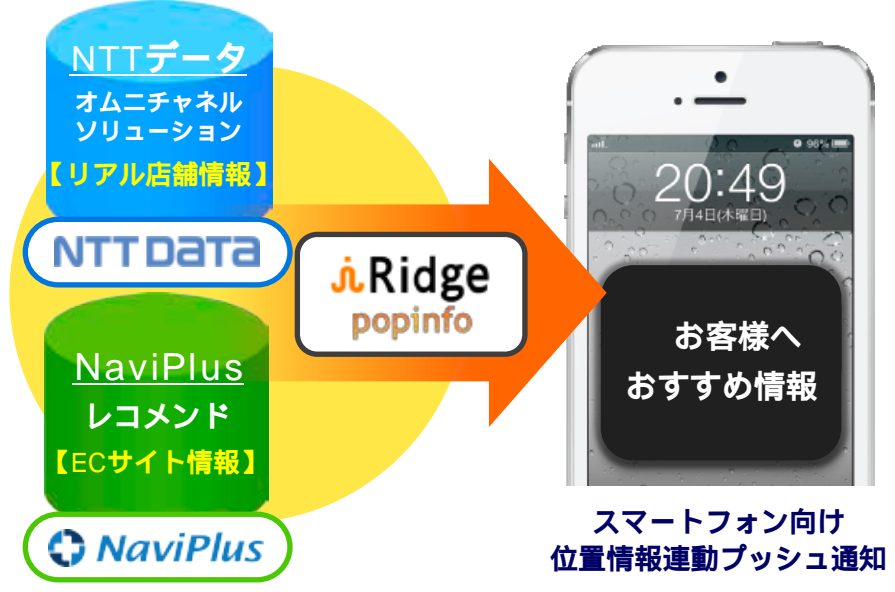 NTTデータ
オムニチャネル
ソリューション
【リアル店舗情報】
NTT DATA
NaviPlus
レコメンド
【ECサイト情報】
NaviPlus
iRidge
popinfo
96%
20:49
7月4日(木曜日)
お客様へ
おすすめ情報
スマートフォン向け
位置情報連動プッシュ通知